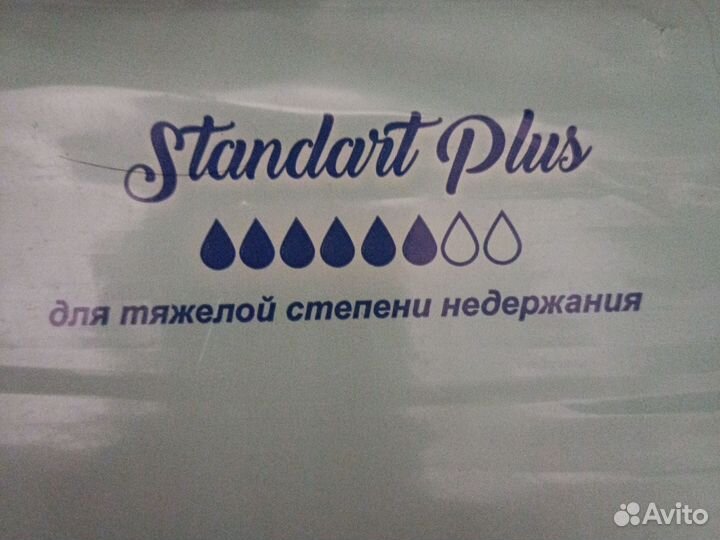 Standart Plus
для тяжелой степени недержания
Avito